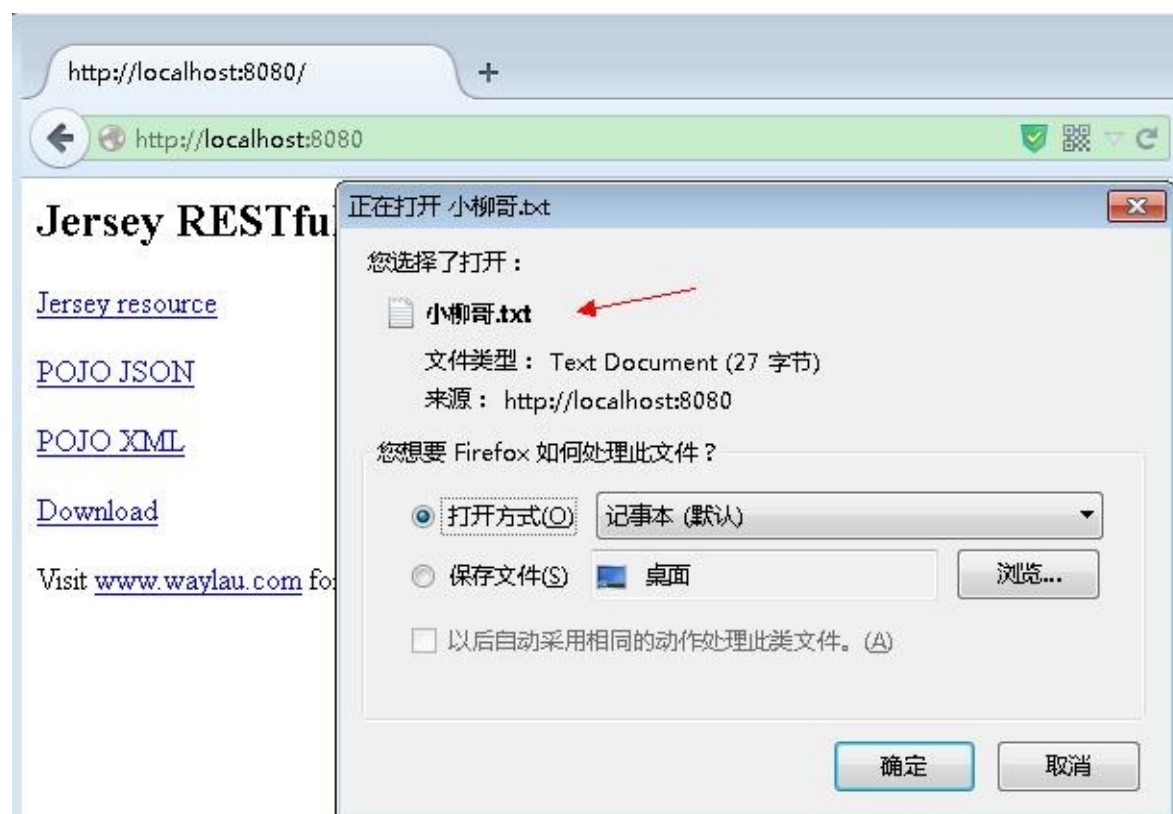 http://localhost:8080/
+
http://localhost:8080
Jersey RESTfu
Jersey resource
POJO JSON
POJO XML
Download
Visit www.waylau.com fo
正在打开 小柳哥.txt
您选择了打开：
小柳哥.txt
文件类型： Text Document (27 字节)
来源： http://localhost:8080
您想要 Firefox 如何处理此文件？
打开方式(O) 记事本 (默认)
保存文件(S) 桌面 浏览...
以后自动采用相同的动作处理此类文件。(A)
确定 取消